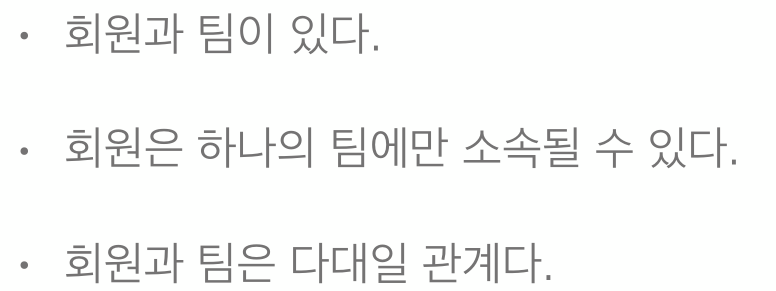 • 회원과 팀이 있다.
• 회원은 하나의 팀에만 소속될 수 있다.
• 회원과 팀은 다대일 관계다.